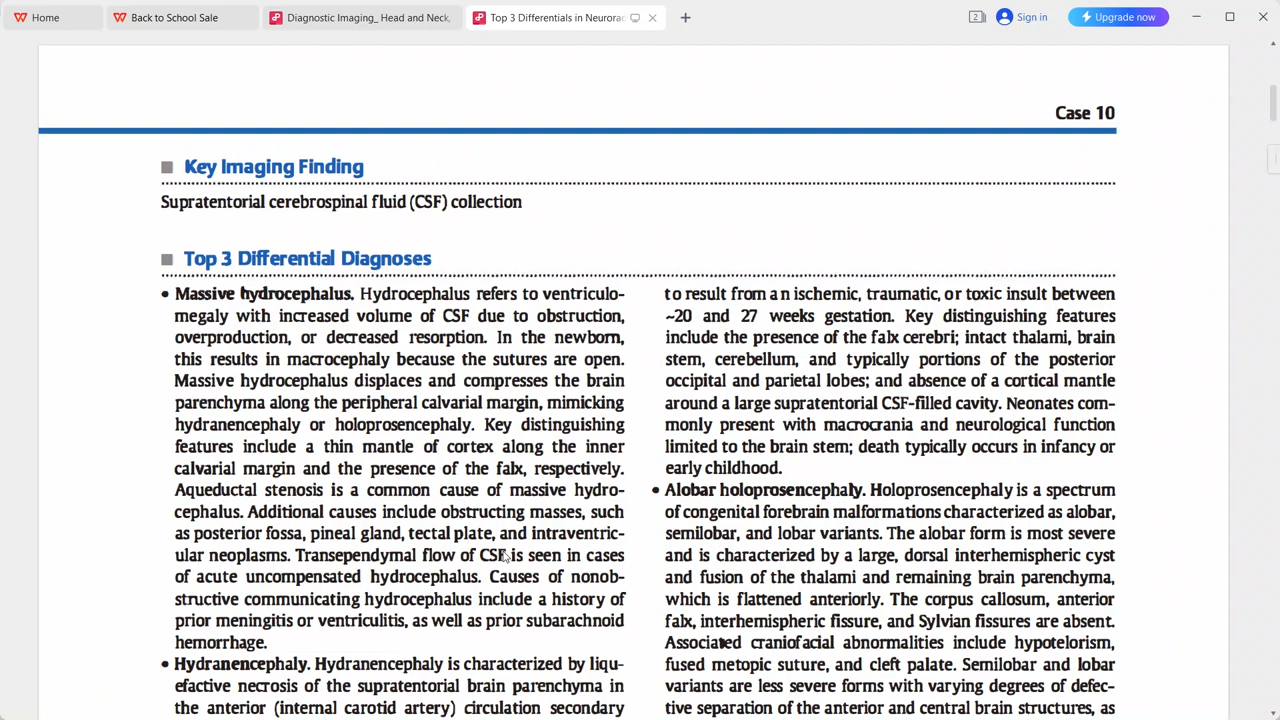 Home
Back to School Sale
Diagnostic Imaging_ Head and Neck,
Top 3 Differentials in Neurorad
2
Sign in
Upgrade now
Case 10
Key Imaging Finding
Supratentorial cerebrospinal fluid (CSF) collection
Top 3 Differential Diagnoses
• Massive hydrocephalus. Hydrocephalus refers to ventriculo-
megaly with increased volume of CSF due to obstruction,
overproduction, or decreased resorption. In the newborn,
this results in macrocephaly because the sutures are open.
Massive hydrocephalus displaces and compresses the brain
parenchyma along the peripheral calvarial margin, mimicking
hydranencephaly or holoprosencephaly. Key distinguishing
features include a thin mantle of cortex along the inner
calvarial margin and the presence of the falx, respectively.
Aqueductal stenosis is a common cause of massive hydro-
cephalus. Additional causes include obstructing masses, such
as posterior fossa, pineal gland, tectal plate, and intraventric-
ular neoplasms. Transependymal flow of CSF is seen in cases
of acute uncompensated hydrocephalus. Causes of nonob-
structive communicating hydrocephalus include a history of
prior meningitis or ventriculitis, as well as prior subarachnoid
hemorrhage.
• Hydranencephaly. Hydranencephaly is characterized by lique-
efactive necrosis of the supratentorial brain parenchyma in
the anterior (internal carotid artery) circulation secondary
to result from an ischemic, traumatic, or toxic insult between
~20 and 27 weeks gestation. Key distinguishing features
include the presence of the falx cerebri; intact thalami, brain
stem, cerebellum, and typically portions of the posterior
occipital and parietal lobes; and absence of a cortical mantle
around a large supratentorial CSF-filled cavity. Neonates com-
monly present with macrocrania and neurological function
limited to the brain stem; death typically occurs in infancy or
early childhood.
• Alobar holoprosencephaly. Holoprosencephaly is a spectrum
of congenital forebrain malformations characterized as alobar,
semilobar, and lobar variants. The alobar form is most severe
and is characterized by a large, dorsal interhemispheric cyst
and fusion of the thalami and remaining brain parenchyma,
which is flattened anteriorly. The corpus callosum, anterior
falx, interhemispheric fissure, and Sylvian fissures are absent.
Associated craniofacial abnormalities include hypotelorism,
fused metopic suture, and cleft palate. Semilobar and lobar
variants are less severe forms with varying degrees of defec-
tive separation of the anterior and central brain structures, as